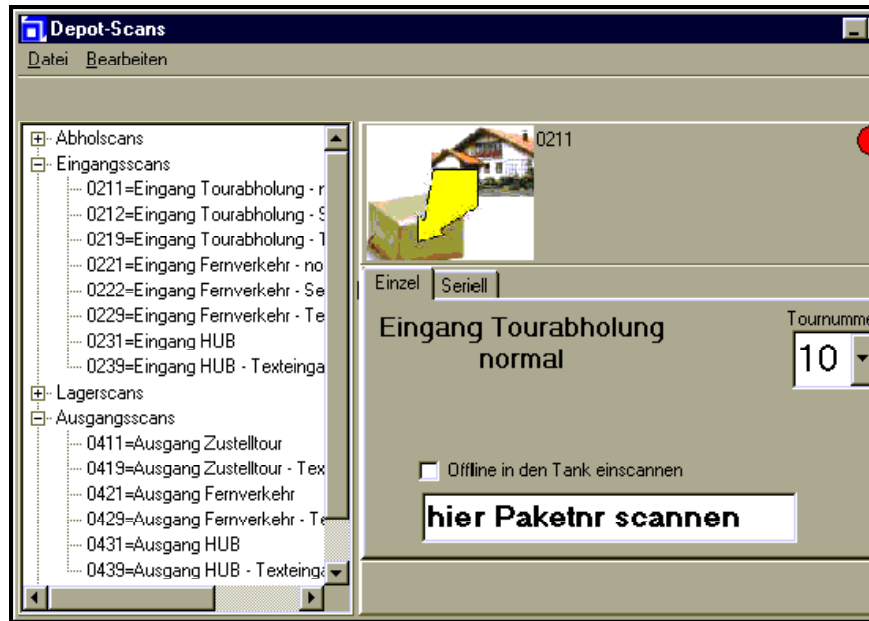 Depot-Scans
Datei Bearbeiten
Abholscans
Eingangsscans
0211=Eingang Tourabholung - r
0212=Eingang Tourabholung - S
0219=Eingang Tourabholung - T
0221=Eingang Fernverkehr - no
0222=Eingang Fernverkehr - Se
0229=Eingang Fernverkehr - Te
0231=Eingang HUB
0239=Eingang HUB - Texteinga
Lagerscans
Ausgangsscans
0411=Ausgang Zustelltour
0419=Ausgang Zustelltour - Tex
0421=Ausgang Fernverkehr
0429=Ausgang Fernverkehr - Te
0431=Ausgang HUB
0439=Ausgang HUB - Texteinga
0211
Einzel Seriell
Eingang Tourabholung
normal
Tournumme
10
Offline in den Tank einscannen
hier Paketnr scannen